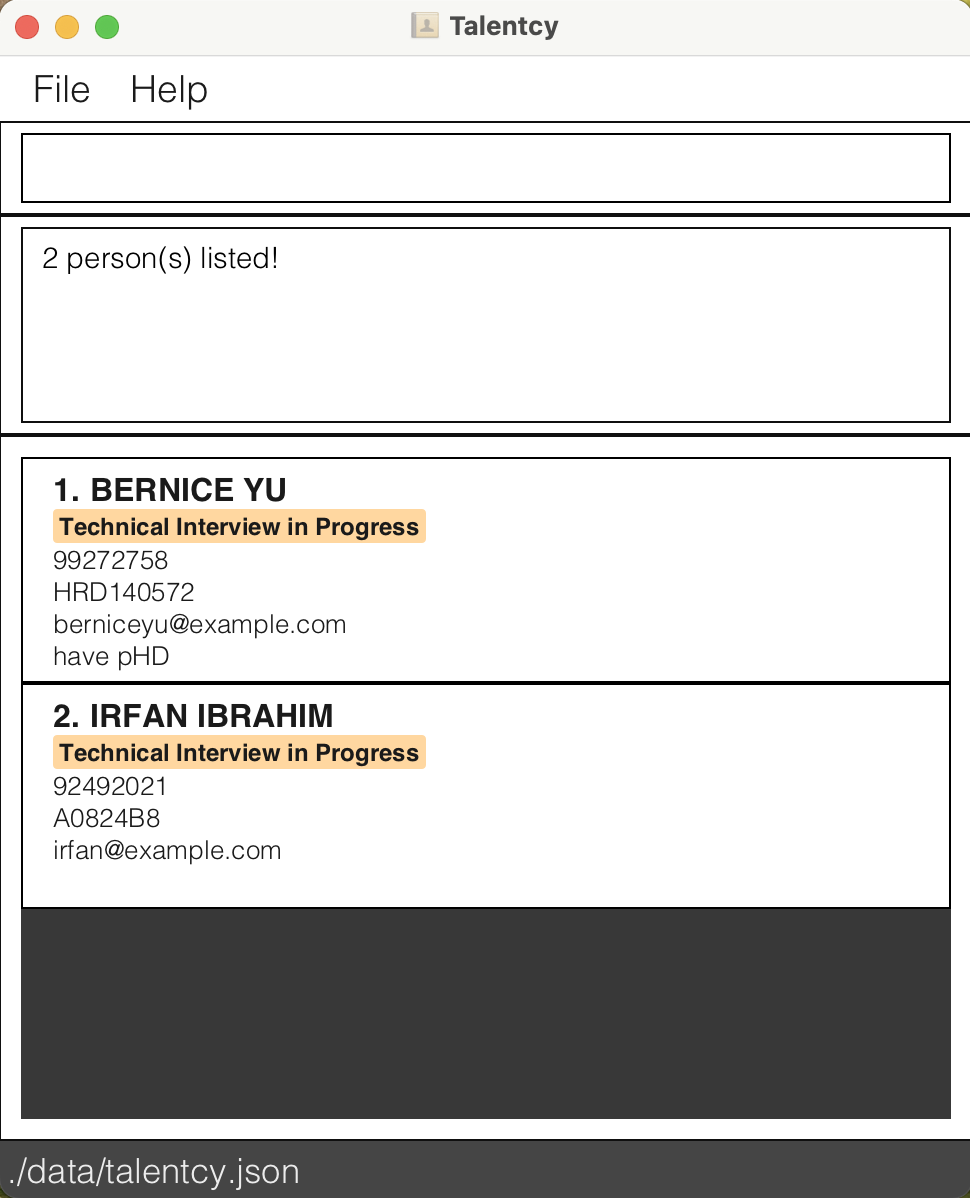 Talentcy
File Help
2 person(s) listed!
1. BERNICE YU
Technical Interview in Progress
99272758
HRD140572
berniceyu@example.com
have pHD
2. IRFAN IBRAHIM
Technical Interview in Progress
92492021
A0824B8
irfan@example.com
./data/talentcy.json